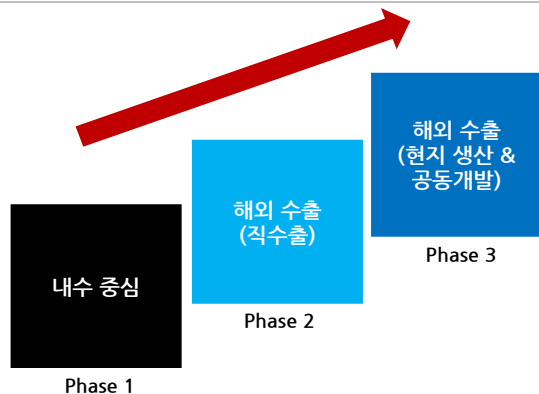 내수 중심
Phase 1
해외 수출
(직수출)
Phase 2
해외 수출
(현지 생산 &
공동개발)
Phase 3